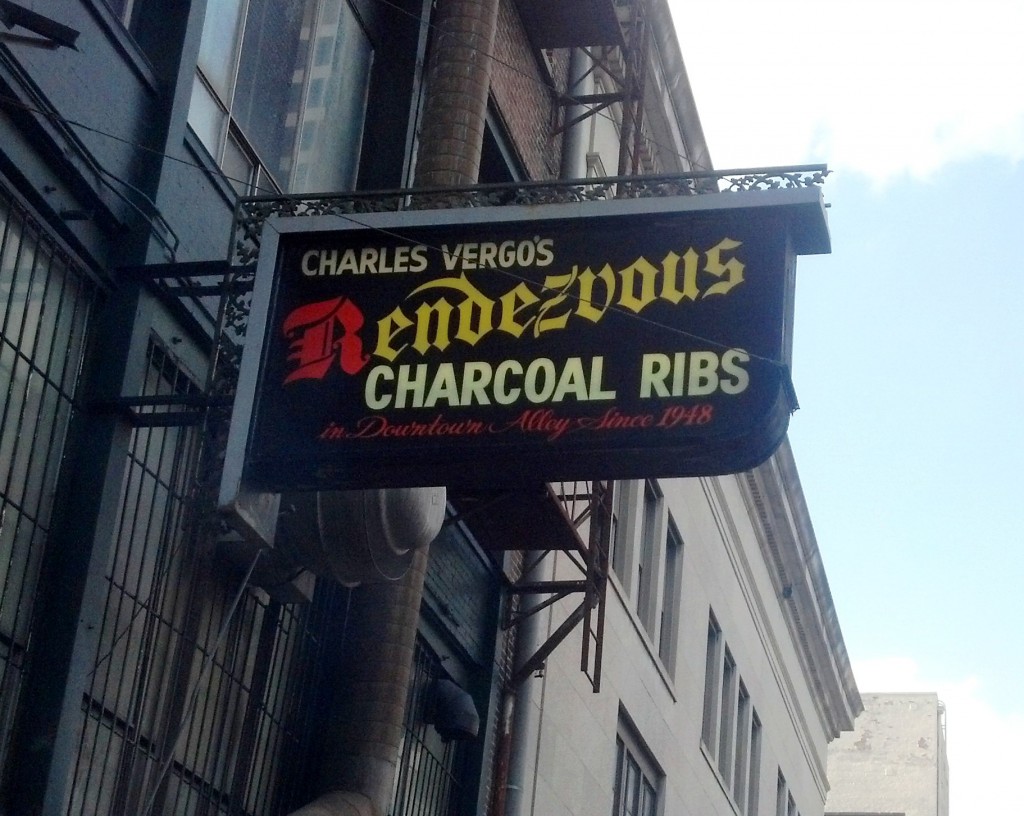 CHARLES VERGO'S
Rendezvous
CHARCOAL RIBS
in Downtown Alley Since 1948